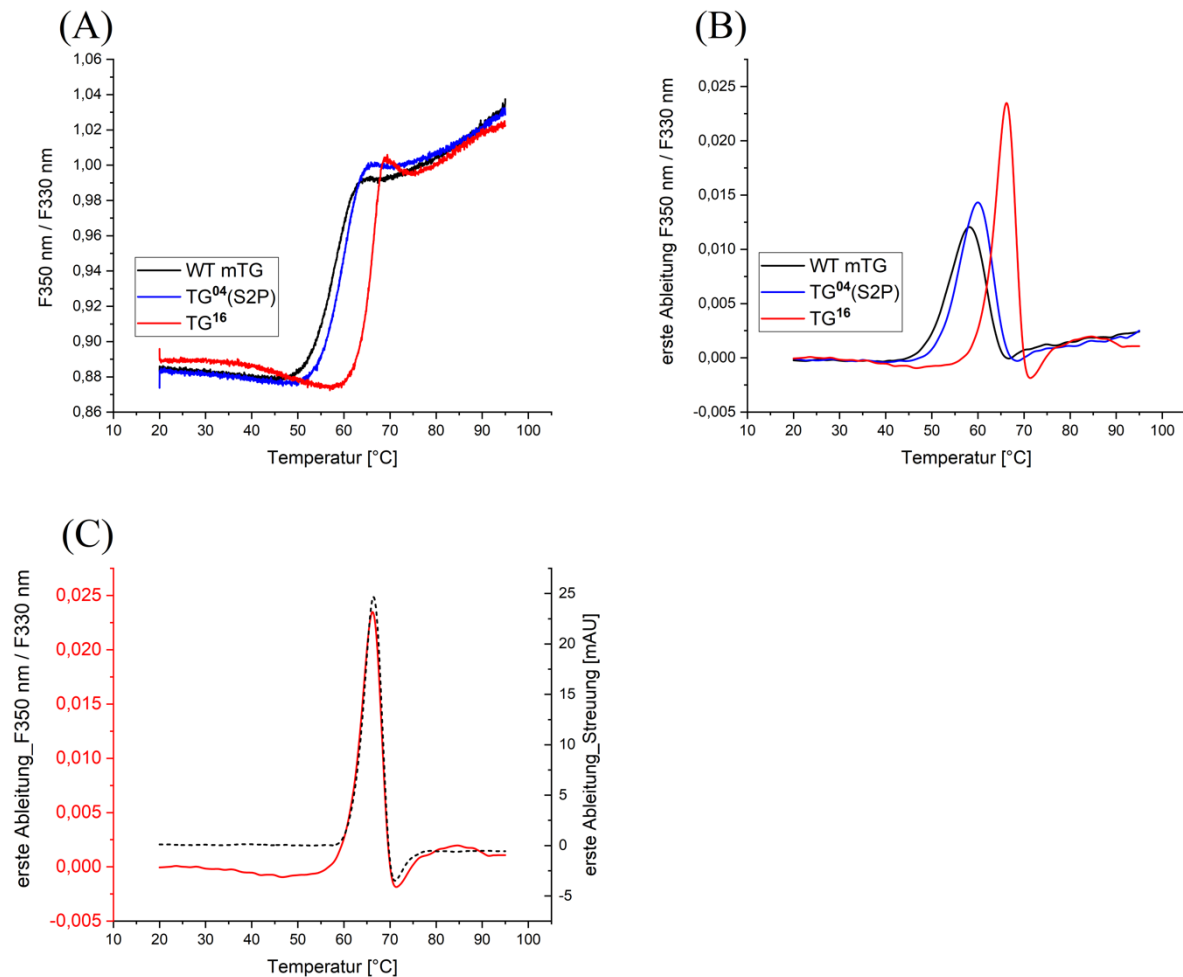 (A)
1,06
1,04
1,02
1,00
0,98
0,96
0,94
0,92
0,90
0,88
0,86
F350 nm / F330 nm
WT mTG
TG⁰⁴(S2P)
TG¹⁶
10 20 30 40 50 60 70 80 90 100
Temperatur [°C]
(B)
0,025
0,020
0,015
0,010
0,005
0,000
-0,005
erste Ableitung F350 nm / F330 nm
WT mTG
TG⁰⁴(S2P)
TG¹⁶
10 20 30 40 50 60 70 80 90 100
Temperatur [°C]
(C)
0,025
0,020
0,015
0,010
0,005
0,000
-0,005
erste Ableitung_F350 nm / F330 nm
25
20
15
10
5
0
-5
erste Ableitung_Streuung [mAU]
10 20 30 40 50 60 70 80 90 100
Temperatur [°C]